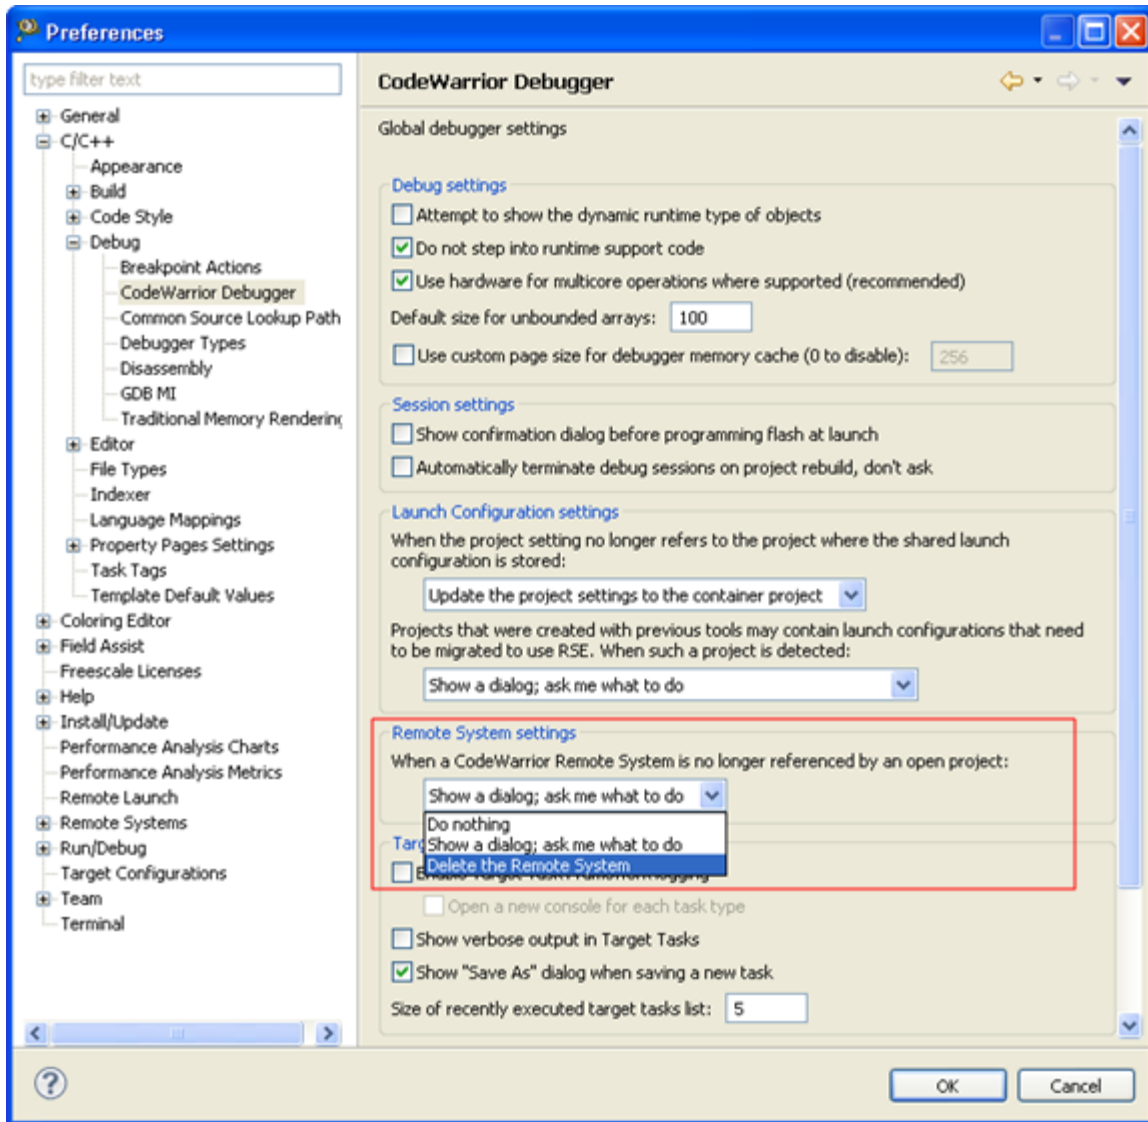 Preferences
type filter text
General
C/C++
Appearance
Build
Code Style
Debug
Breakpoint Actions
CodeWarrior Debugger
Common Source Lookup Path
Debugger Types
Disassembly
GDB MI
Traditional Memory Rendering
Editor
File Types
Indexer
Language Mappings
Property Pages Settings
Task Tags
Template Default Values
Coloring Editor
Field Assist
Freescale Licenses
Help
Install/Update
Performance Analysis Charts
Performance Analysis Metrics
Remote Launch
Remote Systems
Run/Debug
Target Configurations
Team
Terminal
CodeWarrior Debugger
Global debugger settings
Debug settings
Attempt to show the dynamic runtime type of objects
Do not step into runtime support code
Use hardware for multicore operations where supported (recommended)
Default size for unbounded arrays: 100
Use custom page size for debugger memory cache (0 to disable): 256
Session settings
Show confirmation dialog before programming flash at launch
Automatically terminate debug sessions on project rebuild, don't ask
Launch Configuration settings
When the project setting no longer refers to the project where the shared launch
configuration is stored:
Update the project settings to the container project
Projects that were created with previous tools may contain launch configurations that need
to be migrated to use RSE. When such a project is detected:
Show a dialog; ask me what to do
Remote System settings
When a CodeWarrior Remote System is no longer referenced by an open project:
Show a dialog; ask me what to do
Do nothing
Show a dialog; ask me what to do
Delete the Remote System
Open a new console for each task type
Show verbose output in Target Tasks
Show "Save As" dialog when saving a new task
Size of recently executed target tasks list: 5
?
OK
Cancel